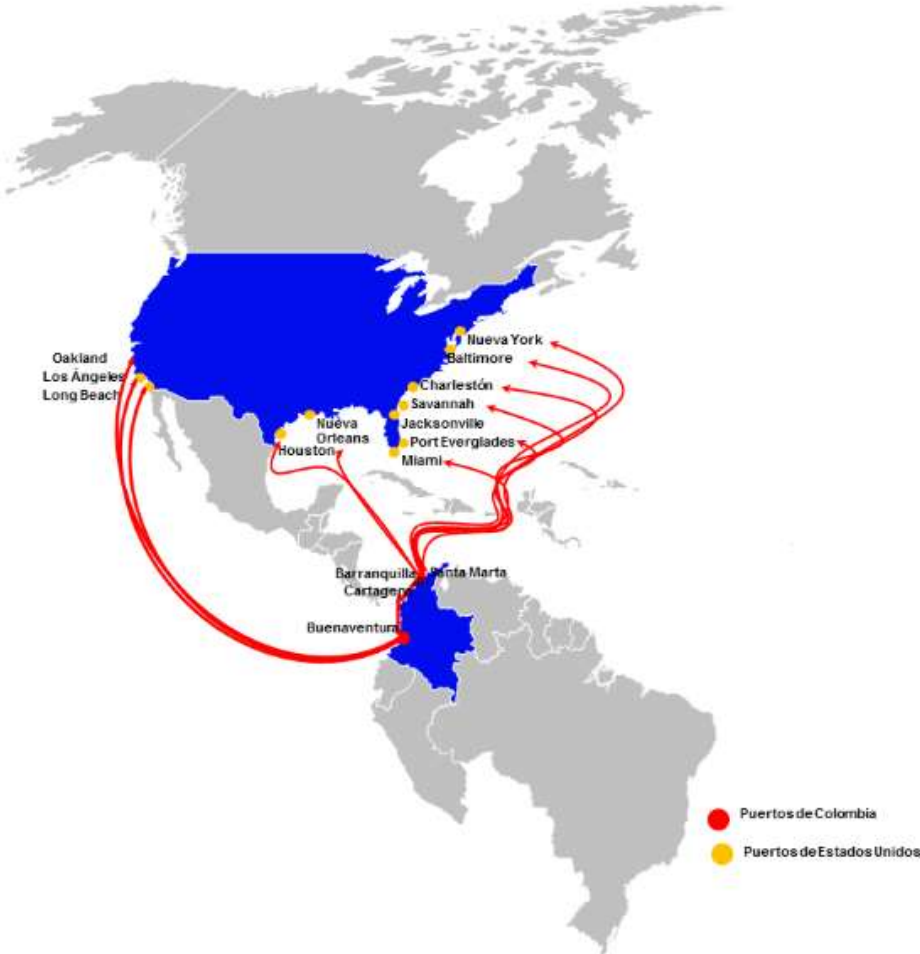 Nueva York
Baltimore
Oakland
Los Ángeles
Long Beach
Charlestón
Savannah
Nueva
Orleans
Jacksonville
Houston
Port Everglades
Miami
Barranquilla
Santa Marta
Cartagena
Buenaventura
Puertos de Colombia
Puertos de Estados Unidos